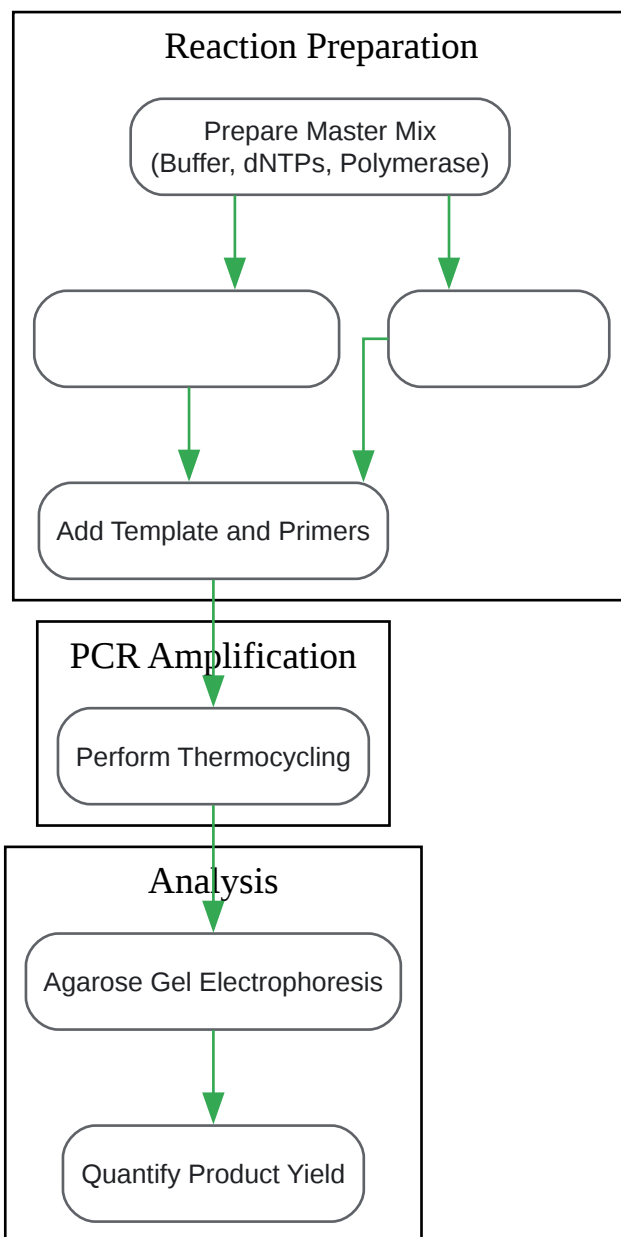 Reaction Preparation
Prepare Master Mix
(Buffer, dNTPs, Polymerase)
Add Template and Primers
PCR Amplification
Perform Thermocycling
Analysis
Agarose Gel Electrophoresis
Quantify Product Yield